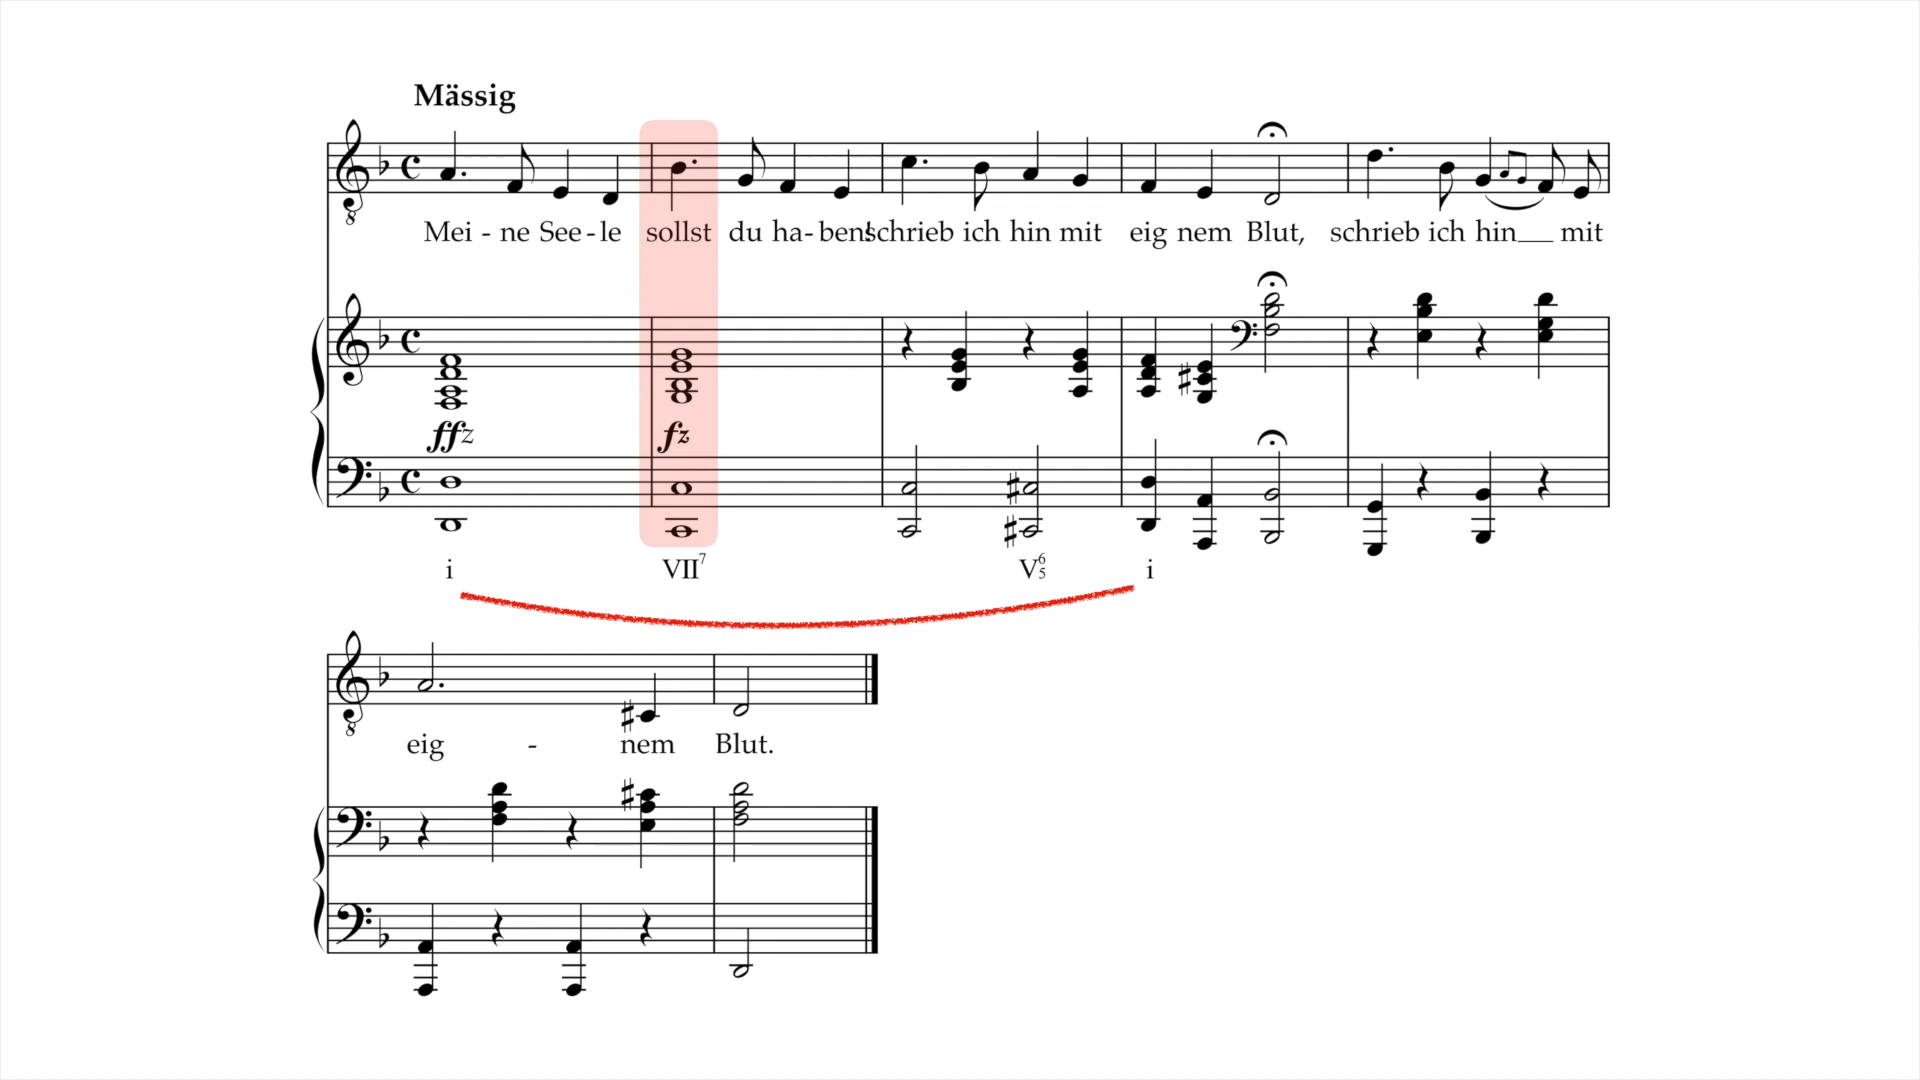 Mässig
Mei - ne See - le sollst du ha - ben! schrieb ich hin mit eig nem Blut, schrieb ich hin__ mit
ffz fz
i VII7 V6 5 i
eig - nem Blut.